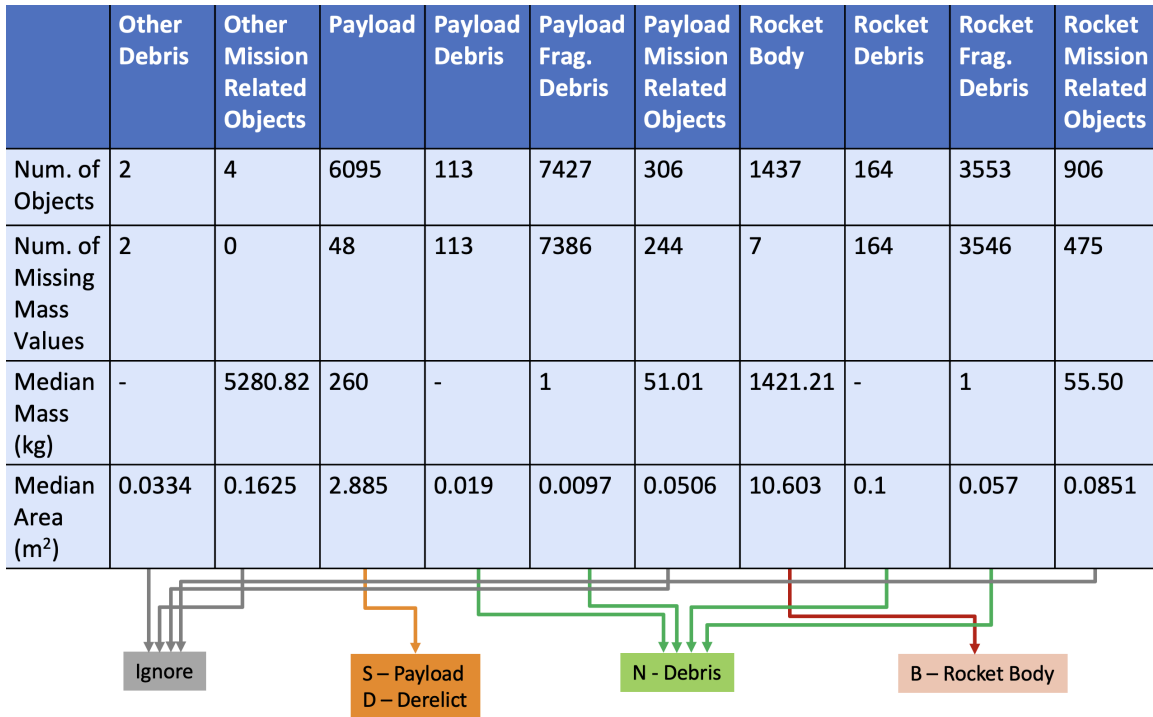 Other Debris Other Mission Related Objects Payload Payload Debris Payload Frag. Debris Payload Mission Related Objects Rocket Body Rocket Debris Rocket Frag. Debris Rocket Mission Related Objects
Num. of Objects 2 4 6095 113 7427 306 1437 164 3553 906
Num. of Missing Mass Values 2 0 48 113 7386 244 7 164 3546 475
Median Mass (kg) - 5280.82 260 - 1 51.01 1421.21 - 1 55.50
Median Area (m²) 0.0334 0.1625 2.885 0.019 0.0097 0.0506 10.603 0.1 0.057 0.0851
Ignore
S – Payload
D – Derelict
N - Debris
B – Rocket Body